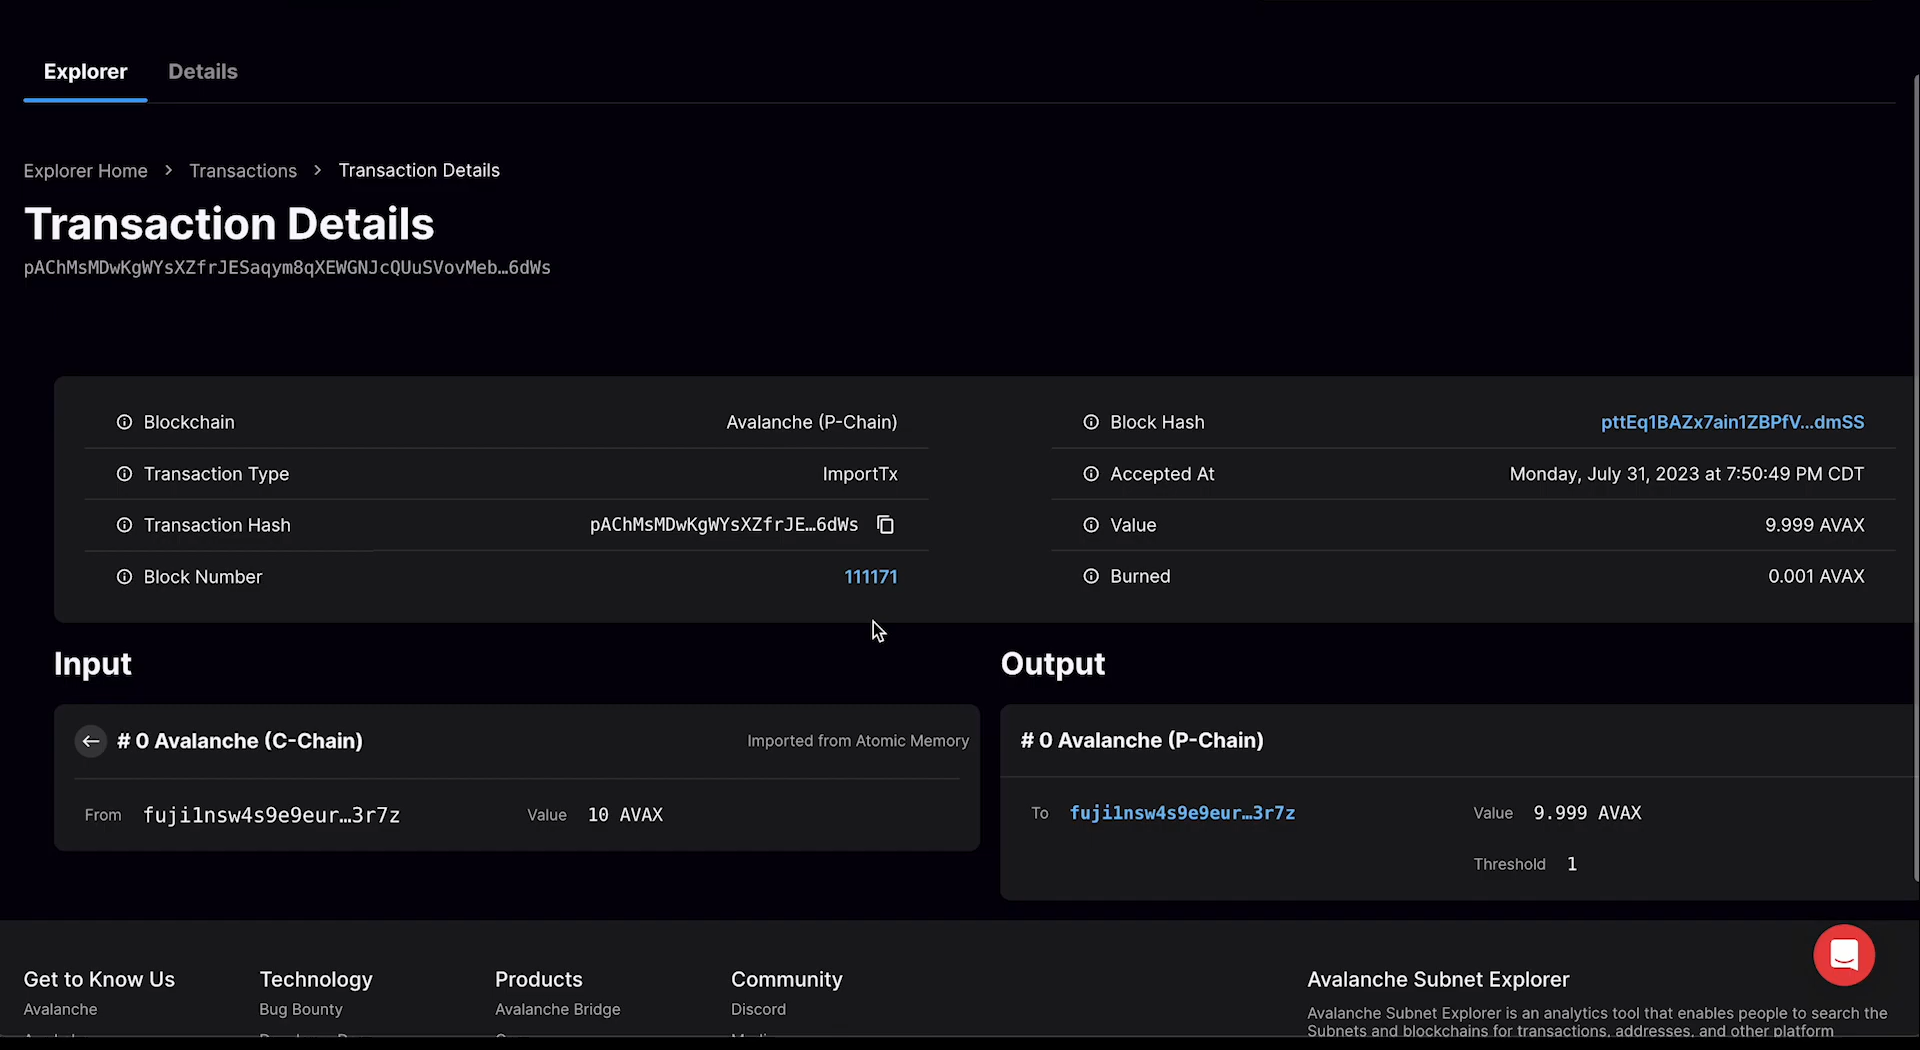 Explorer Details
Explorer Home > Transactions > Transaction Details
Transaction Details
pAChMsMDwKgWYsXZfrJESaqym8qXEWGNJcQUuSVovMeb…6dWs
Blockchain Avalanche (P-Chain)
Transaction Type ImportTx
Transaction Hash pAChMsMDwKgWYsXZfrJE…6dWs
Block Number 111171
Block Hash pttEq1BAZx7ain1ZBPfV...dmSS
Accepted At Monday, July 31, 2023 at 7:50:49 PM CDT
Value 9.999 AVAX
Burned 0.001 AVAX
Input
# 0 Avalanche (C-Chain) Imported from Atomic Memory
From fuji1nsw4s9e9eur…3r7z Value 10 AVAX
Output
# 0 Avalanche (P-Chain)
To fuji1nsw4s9e9eur…3r7z Value 9.999 AVAX
Threshold 1
Get to Know Us
Avalanche
Technology
Bug Bounty
Products
Avalanche Bridge
Community
Discord
Avalanche Subnet Explorer
Avalanche Subnet Explorer is an analytics tool that enables people to search the
Subnets and blockchains for transactions, addresses, and other platform